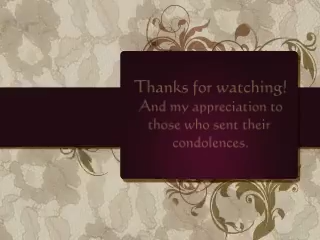 Thanks for watching!
And my appreciation to
those who sent their
condolences.